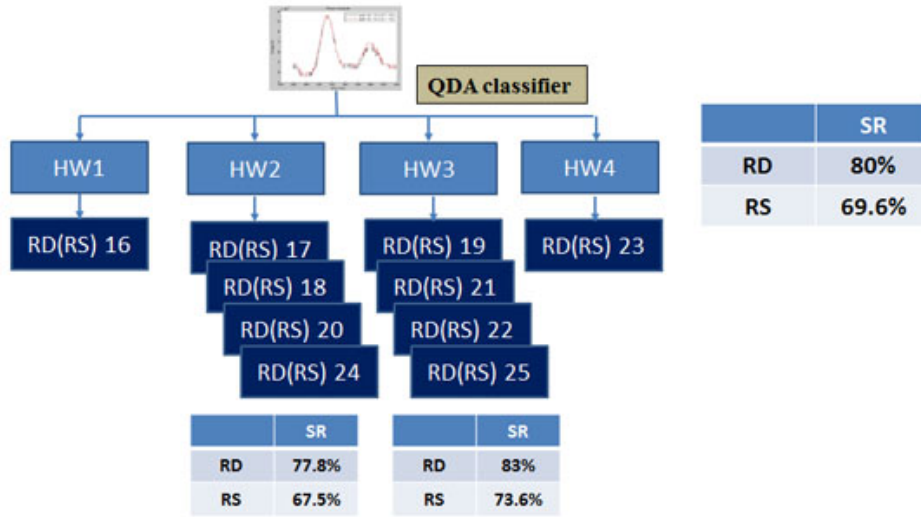 QDA classifier
HW1
HW2
HW3
HW4
RD(RS) 16
RD(RS) 17
RD(RS) 18
RD(RS) 20
RD(RS) 24
RD(RS) 19
RD(RS) 21
RD(RS) 22
RD(RS) 25
RD(RS) 23
SR
RD 80%
RS 69.6%
SR
RD 77.8%
RS 67.5%
SR
RD 83%
RS 73.6%